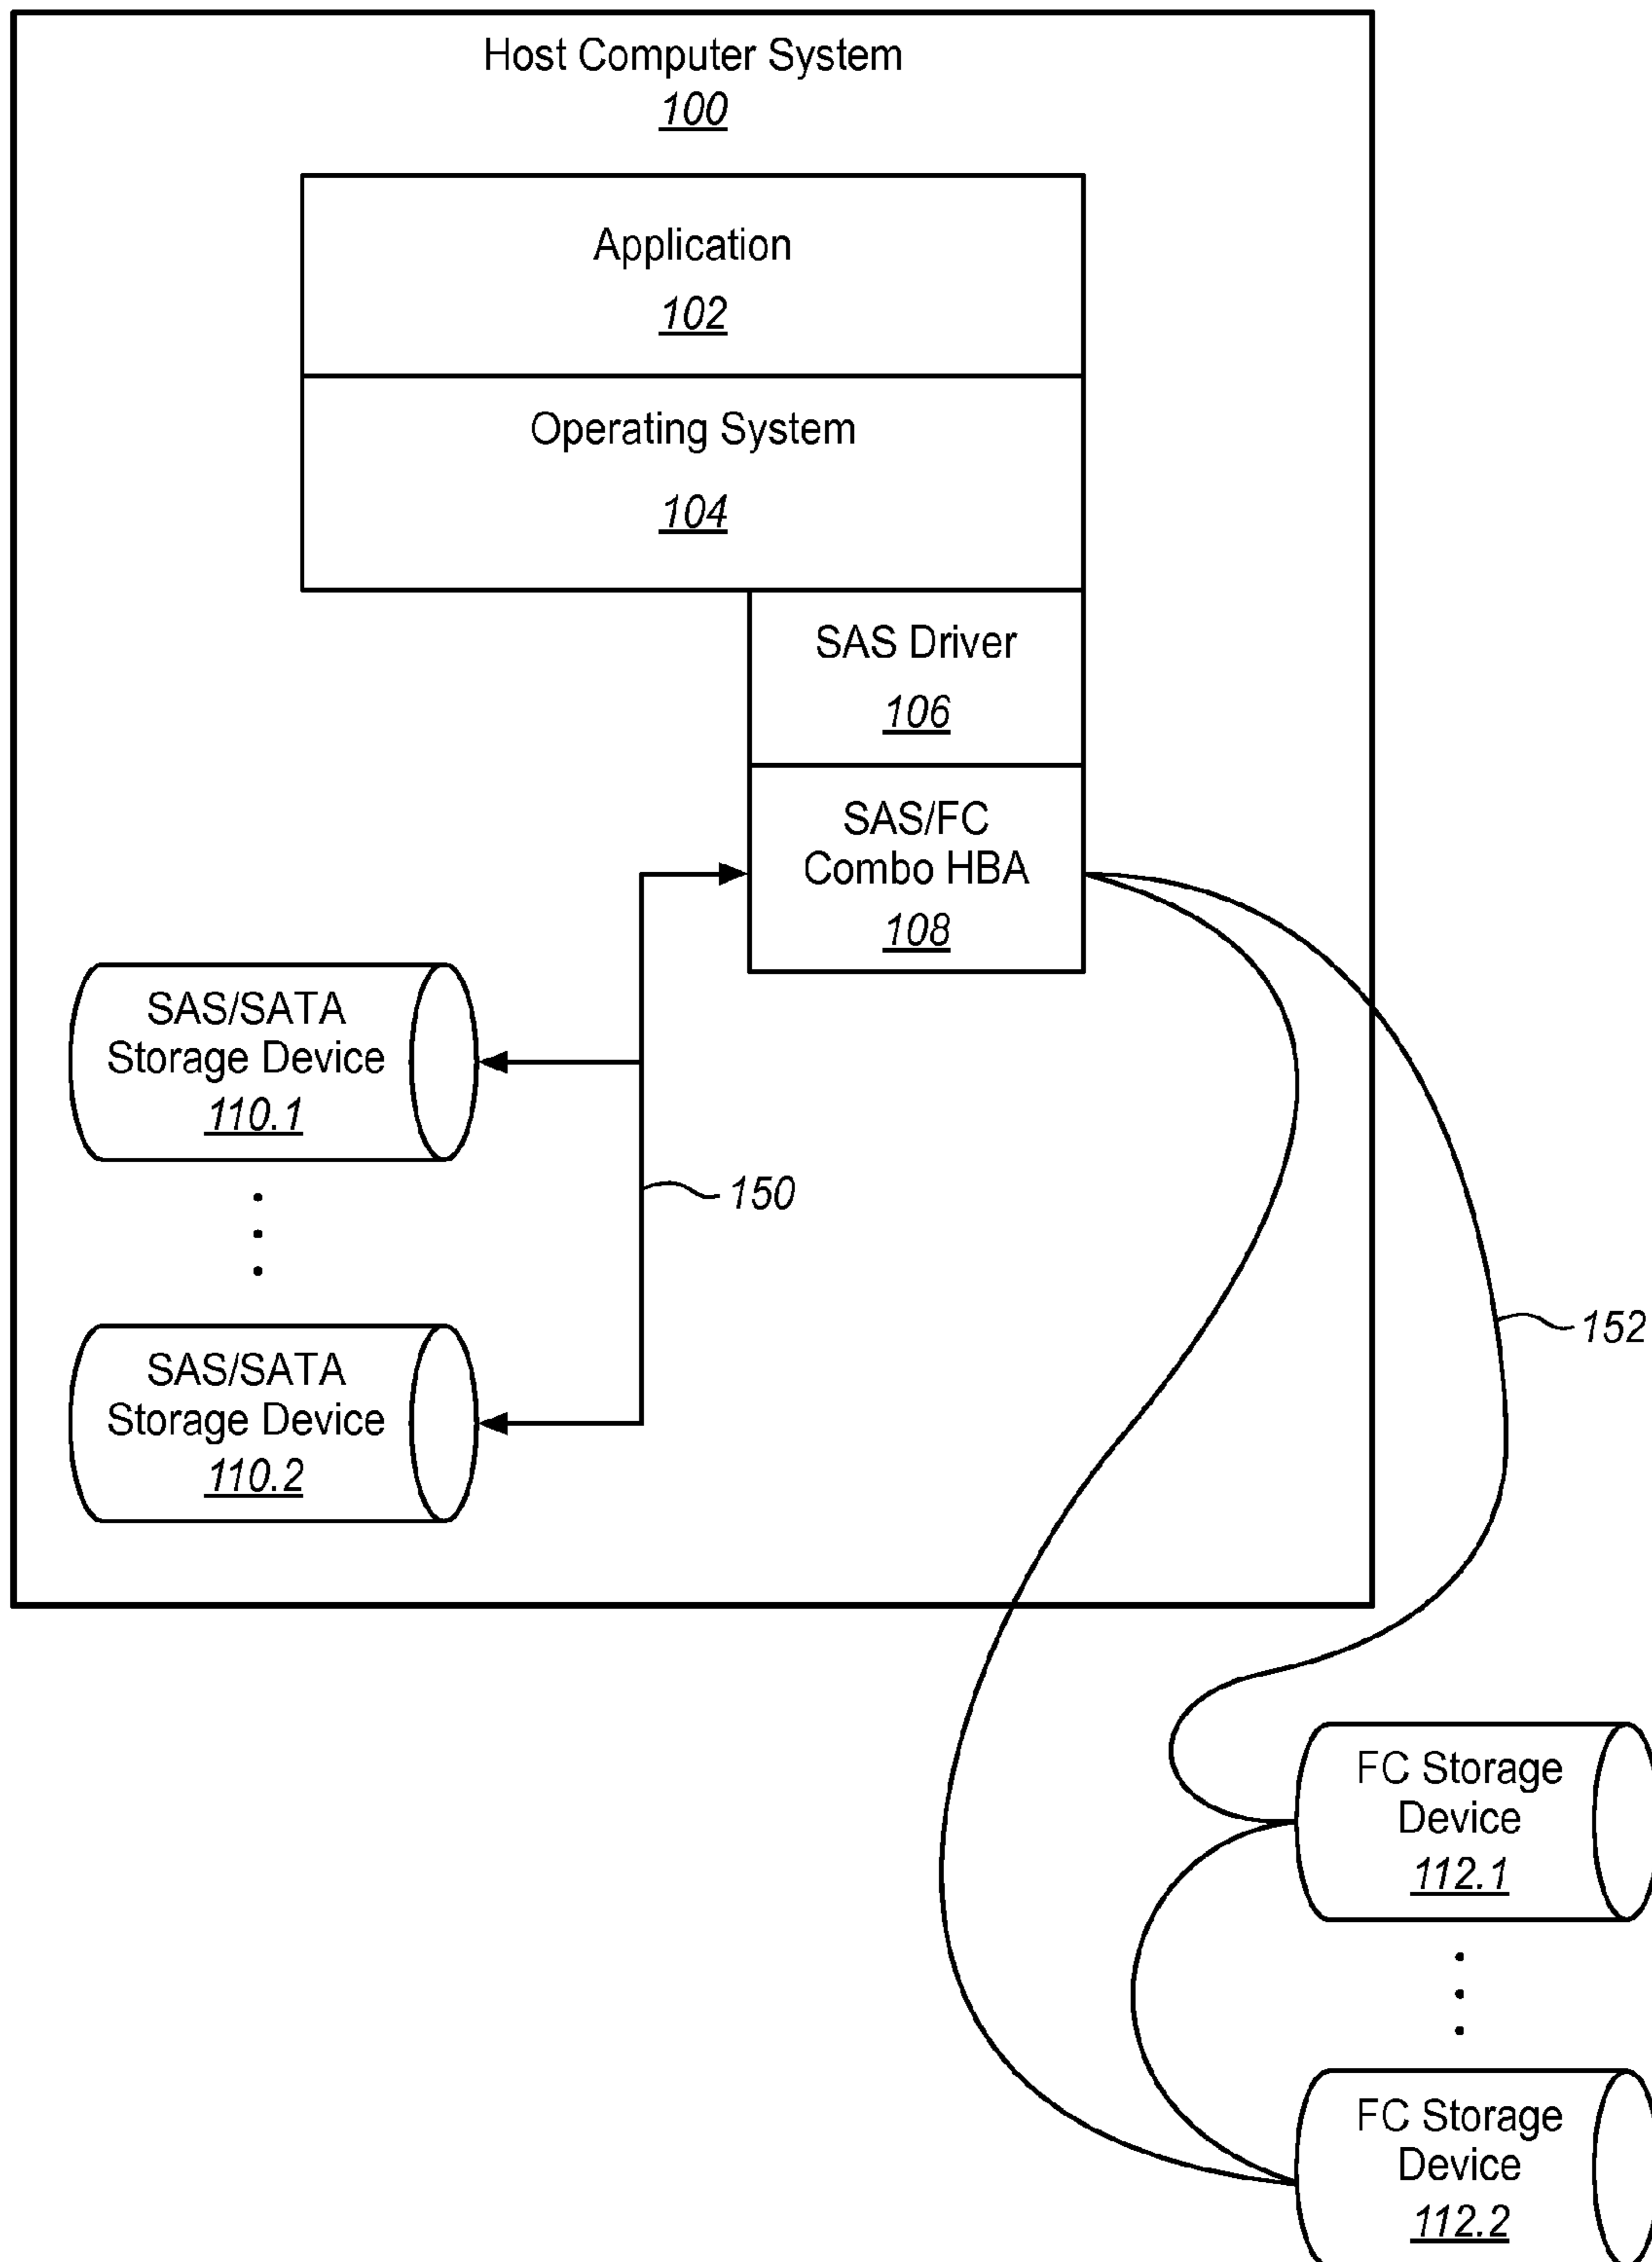 Host Computer System
100
Application
102
Operating System
104
SAS Driver
106
SAS/FC
Combo HBA
108
SAS/SATA
Storage Device
110.1
150
SAS/SATA
Storage Device
110.2
152
FC Storage
Device
112.1
FC Storage
Device
112.2